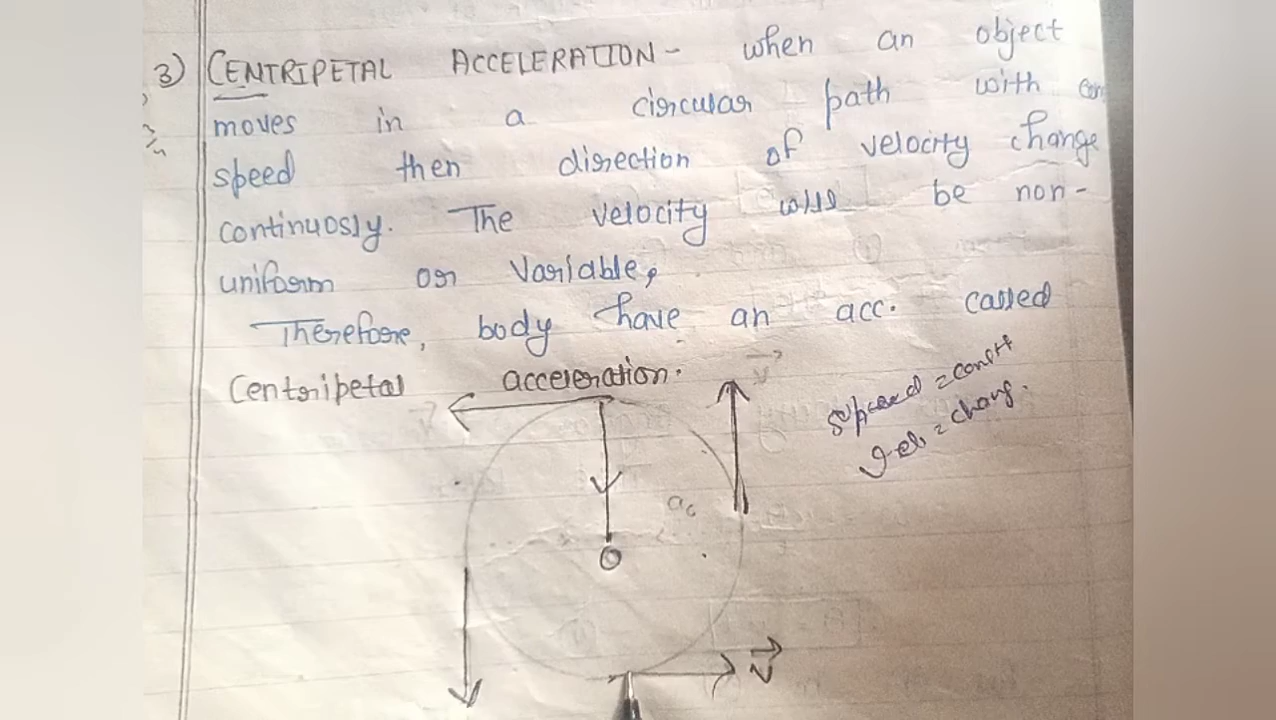 3) CENTRIPETAL ACCELERATION - when an object
moves in a circular path with con
speed then direction of velocity change
continuosly. The velocity will be non-
uniform or variable,
Therefore, body have an acc. called
Centripetal acceleration.
v
speed = constt
vel = chang.
ac
O
v